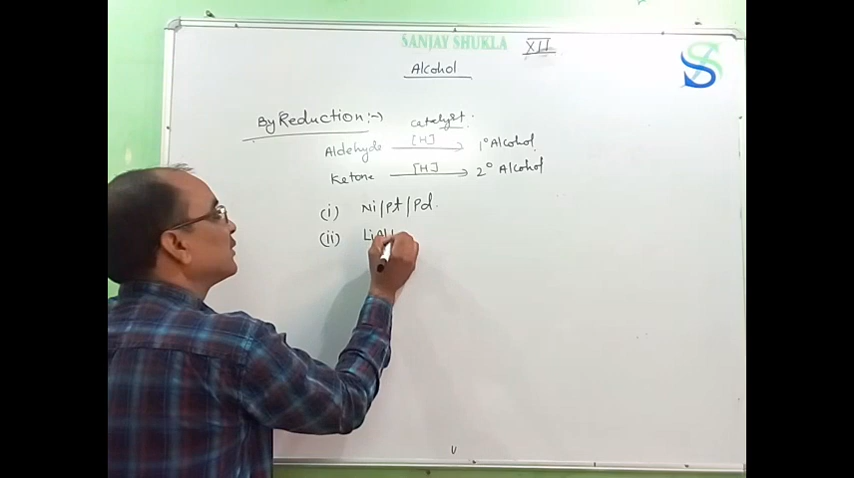 SANJAY SHUKLA
XII
Alcohol
By Reduction:→
catalyst.
Aldehyde [H] 1° Alcohol
Ketone [H] 2° Alcohol
(i) Ni/Pt/Pd.
(ii) LiAl